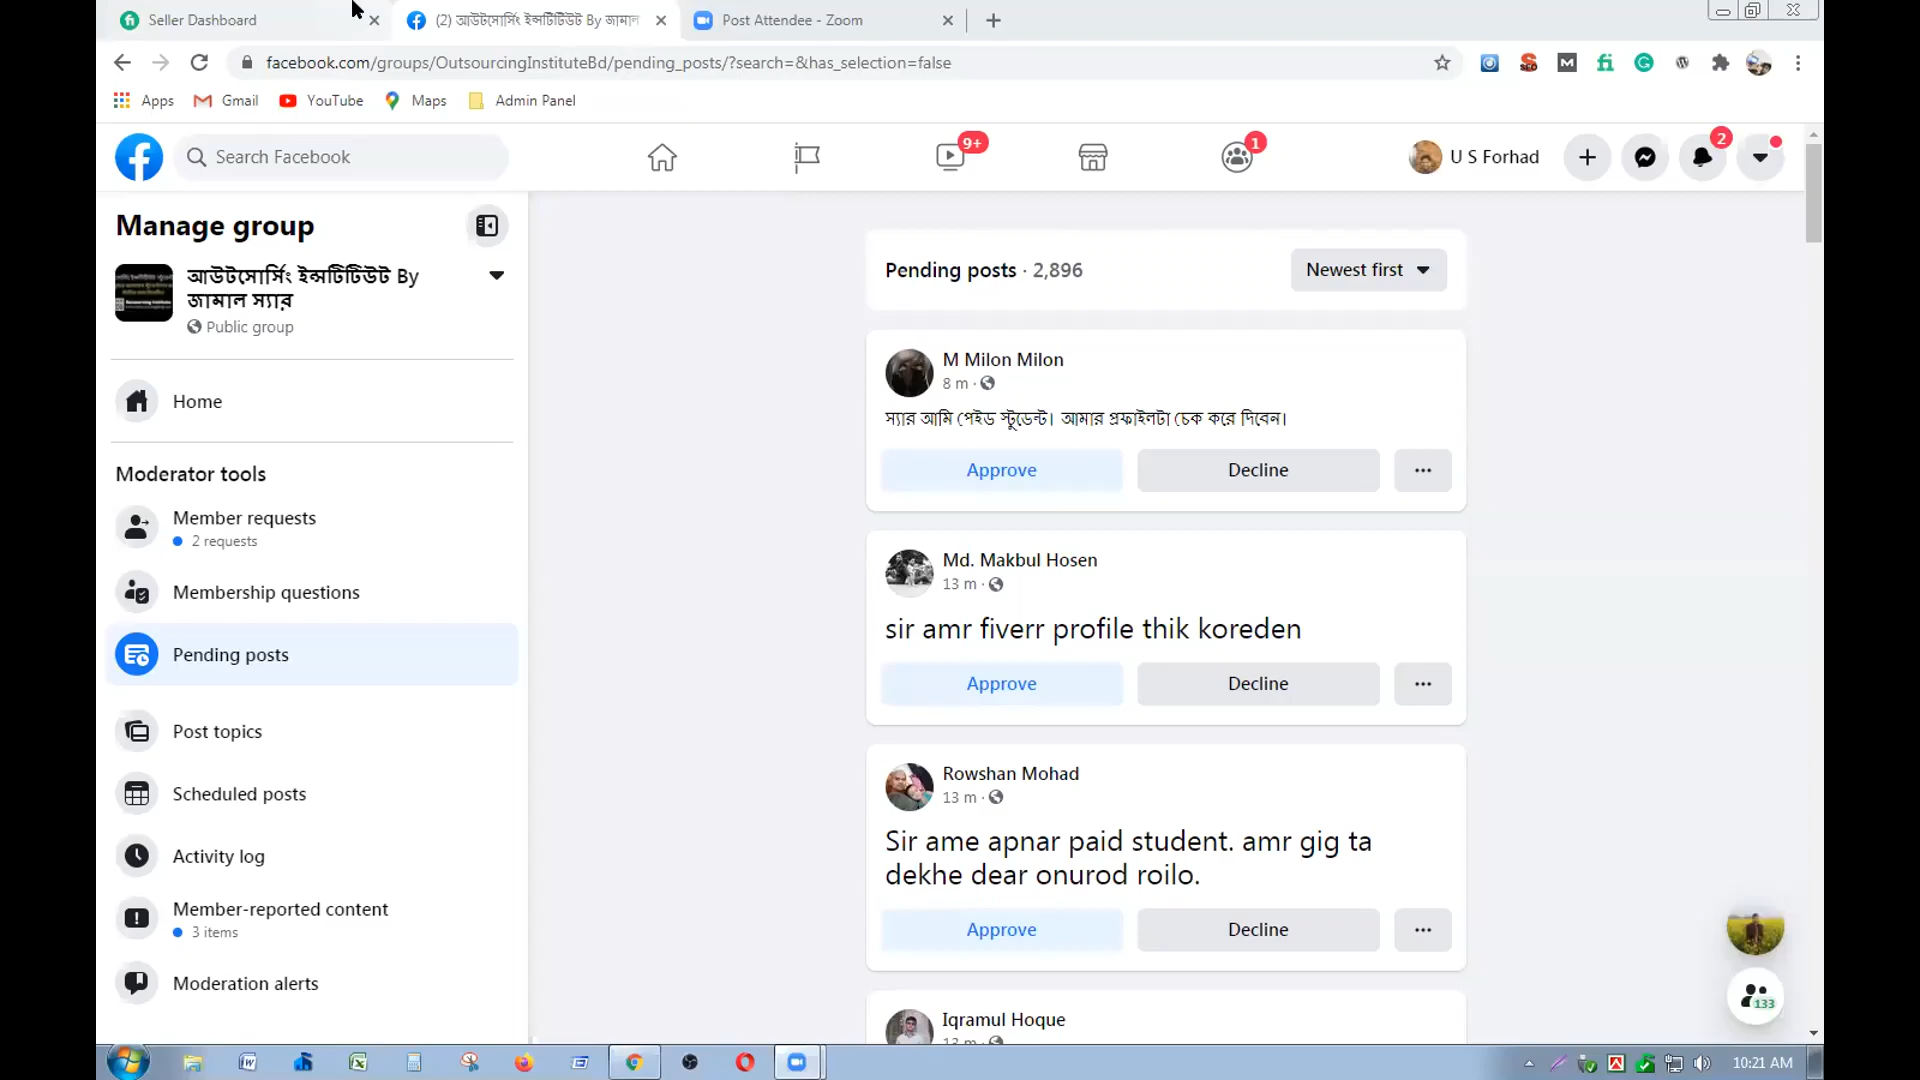 Seller Dashboard
(2) আউটসোর্সিং ইন্সটিটিউট By জামাল
Post Attendee - Zoom
facebook.com/groups/OutsourcingInstituteBd/pending_posts/?search=&has_selection=false
Apps
Gmail
YouTube
Maps
Admin Panel
Search Facebook
9+
1
U S Forhad
2
Manage group
আউটসোর্সিং ইন্সটিটিউট By
জামাল স্যার
Public group
Home
Moderator tools
Member requests
2 requests
Membership questions
Pending posts
Post topics
Scheduled posts
Activity log
Member-reported content
3 items
Moderation alerts
Pending posts · 2,896
Newest first
M Milon Milon
8 m ·
স্যার আমি পেইড স্টুডেন্ট। আমার প্রফাইলটা চেক করে দিবেন।
Approve
Decline
Md. Makbul Hosen
13 m ·
sir amr fiverr profile thik koreden
Approve
Decline
Rowshan Mohad
13 m ·
Sir ame apnar paid student. amr gig ta
dekhe dear onurod roilo.
Approve
Decline
Iqramul Hoque
13 m ·
133
10:21 AM